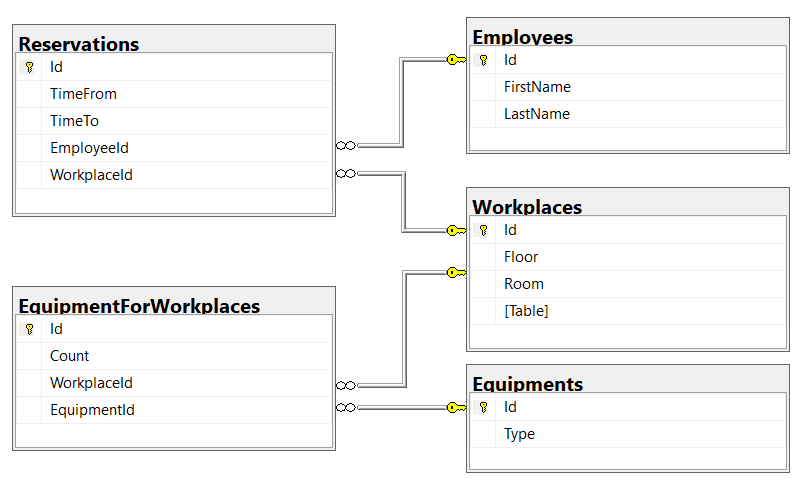 Reservations
Id
TimeFrom
TimeTo
EmployeeId
WorkplaceId
Employees
Id
FirstName
LastName
Workplaces
Id
Floor
Room
[Table]
EquipmentForWorkplaces
Id
Count
WorkplaceId
EquipmentId
Equipments
Id
Type